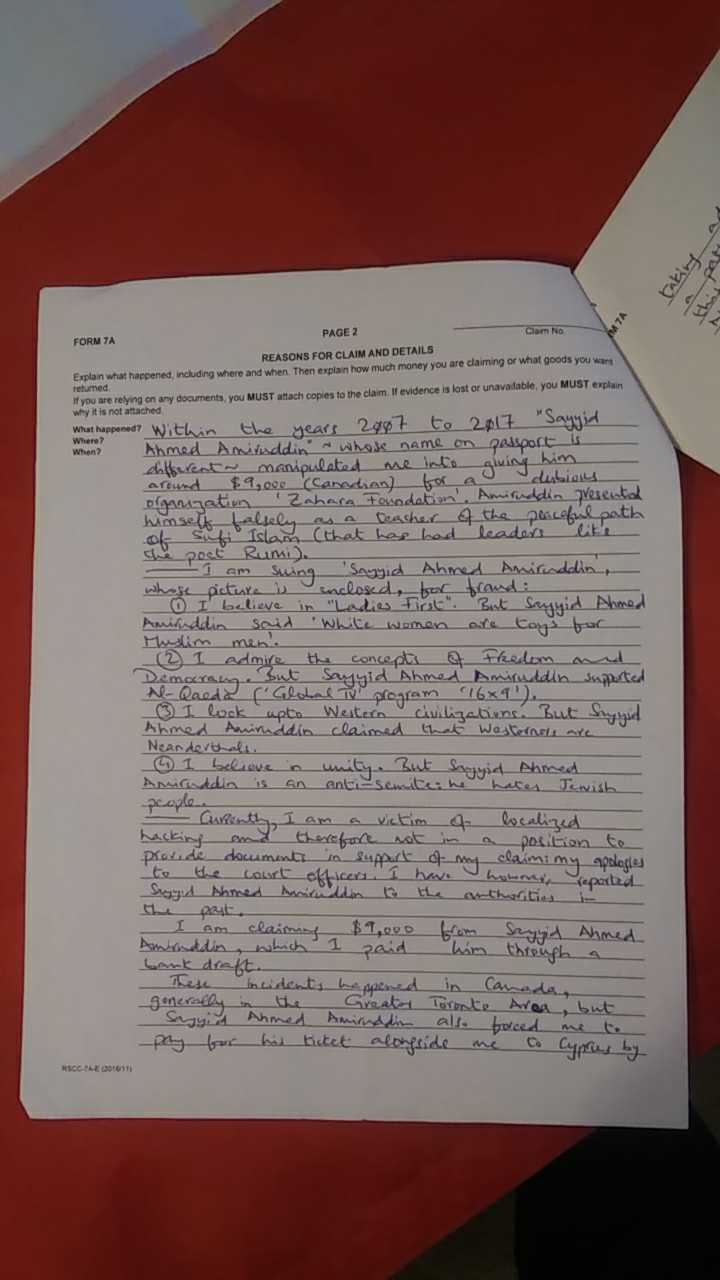 FORM 7A
PAGE 2
Claim No.
REASONS FOR CLAIM AND DETAILS
Explain what happened, including where and when. Then explain how much money you are claiming or what goods you want
returned.
If you are relying on any documents, you MUST attach copies to the claim. If evidence is lost or unavailable, you MUST explain
why it is not attached.
What happened?
Where?
When?
Within the years 2007 to 2017 "Sayyid
Ahmed Amiruddin" ~ whose name on passport is
different ~ manipulated me into giving him
around $9,000 (Canadian) for a dubious
organization 'Zahara Foundation'. Amiruddin presented
himself falsely as a teacher of the peaceful path
of Sufi Islam (that has had leaders like
the poet Rumi).
I am suing 'Sayyid Ahmed Amiruddin',
whose picture is enclosed, for fraud:
① I believe in "Ladies First". But Sayyid Ahmed
Amiruddin said 'White women are toys for
Muslim men'.
② I admire the concepts of Freedom and
Democracy. But Sayyid Ahmed Amiruddin supported
Al-Qaeda ('Global TV' program '16x9').
③ I look upto Western civilizations. But Sayyid
Ahmed Amiruddin claimed that Westerners are
Neanderthals.
④ I believe in unity. But Sayyid Ahmed
Amiruddin is an anti-semite: he hates Jewish
people.
Currently, I am a victim of localized
hacking and therefore not in a position to
provide documents in support of my claim: my apologies
to the court officers. I have however, reported
Sayyid Ahmed Amiruddin to the authorities in
the past.
I am claiming $9,000 from Sayyid Ahmed
Amiruddin, which I paid him through a
bank draft.
These incidents happened in Canada,
generally in the Greater Toronto Area, but
Sayyid Ahmed Amiruddin also forced me to
pay for his ticket alongside me to Cyprus by
RSCC-7A-E (2016/11)
M 7A
taking
a
this